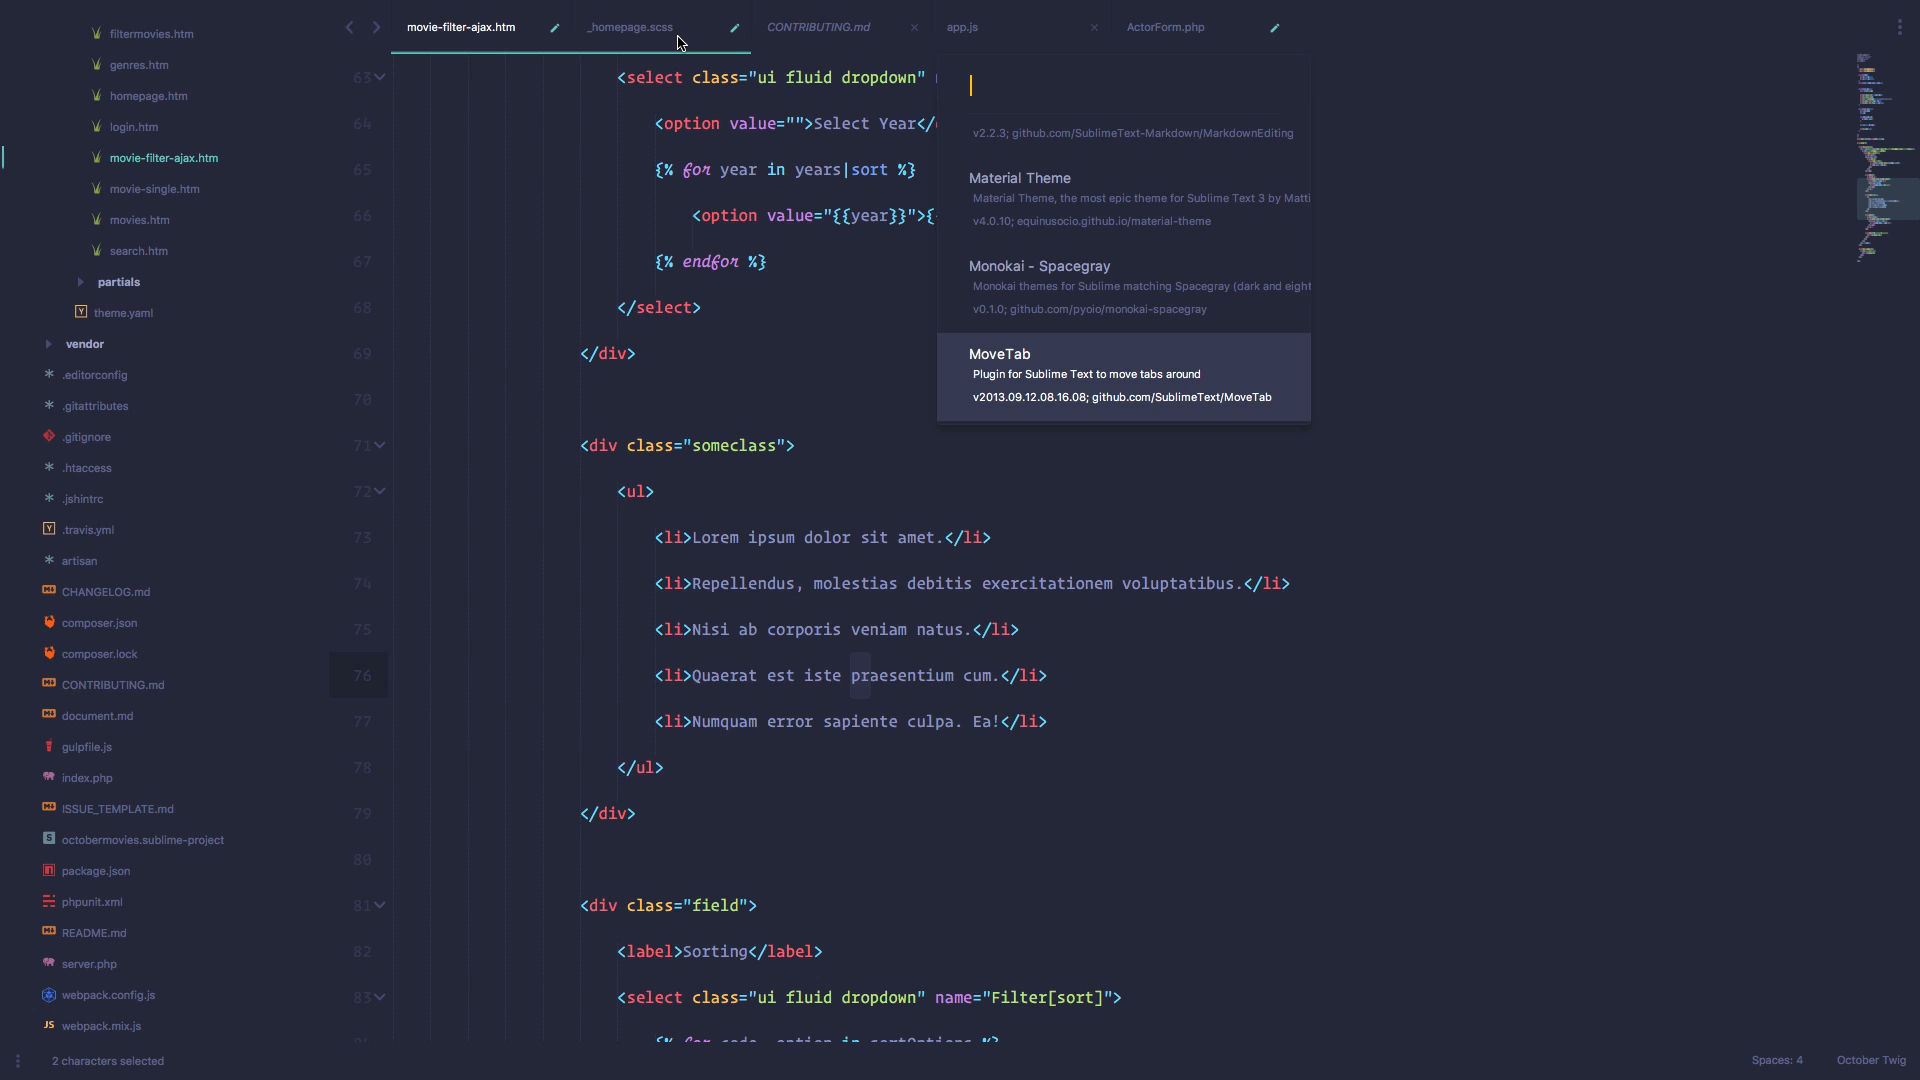 filtermovies.htm
genres.htm
homepage.htm
login.htm
movie-filter-ajax.htm
movie-single.htm
movies.htm
search.htm
partials
theme.yaml
vendor
.editorconfig
.gitattributes
.gitignore
.htaccess
.jshintrc
.travis.yml
artisan
CHANGELOG.md
composer.json
composer.lock
CONTRIBUTING.md
document.md
gulpfile.js
index.php
ISSUE_TEMPLATE.md
octobermovies.sublime-project
package.json
phpunit.xml
README.md
server.php
webpack.config.js
JS webpack.mix.js
movie-filter-ajax.htm
_homepage.scss
CONTRIBUTING.md
app.js
ActorForm.php
63 <select class="ui fluid dropdown"
64 <option value="">Select Year</
65 {% for year in years|sort %}
66 <option value="{{year}}">{
67 {% endfor %}
68 </select>
69 </div>
70
71 <div class="someclass">
72 <ul>
73 <li>Lorem ipsum dolor sit amet.</li>
74 <li>Repellendus, molestias debitis exercitationem voluptatibus.</li>
75 <li>Nisi ab corporis veniam natus.</li>
76 <li>Quaerat est iste praesentium cum.</li>
77 <li>Numquam error sapiente culpa. Ea!</li>
78 </ul>
79 </div>
80
81 <div class="field">
82 <label>Sorting</label>
83 <select class="ui fluid dropdown" name="Filter[sort]">
{% for code, option in sortOptions %}
v2.2.3; github.com/SublimeText-Markdown/MarkdownEditing
Material Theme
Material Theme, the most epic theme for Sublime Text 3 by Matti
v4.0.10; equinusocio.github.io/material-theme
Monokai - Spacegray
Monokai themes for Sublime matching Spacegray (dark and eight
v0.1.0; github.com/pyoio/monokai-spacegray
MoveTab
Plugin for Sublime Text to move tabs around
v2013.09.12.08.16.08; github.com/SublimeText/MoveTab
2 characters selected
Spaces: 4
October Twig